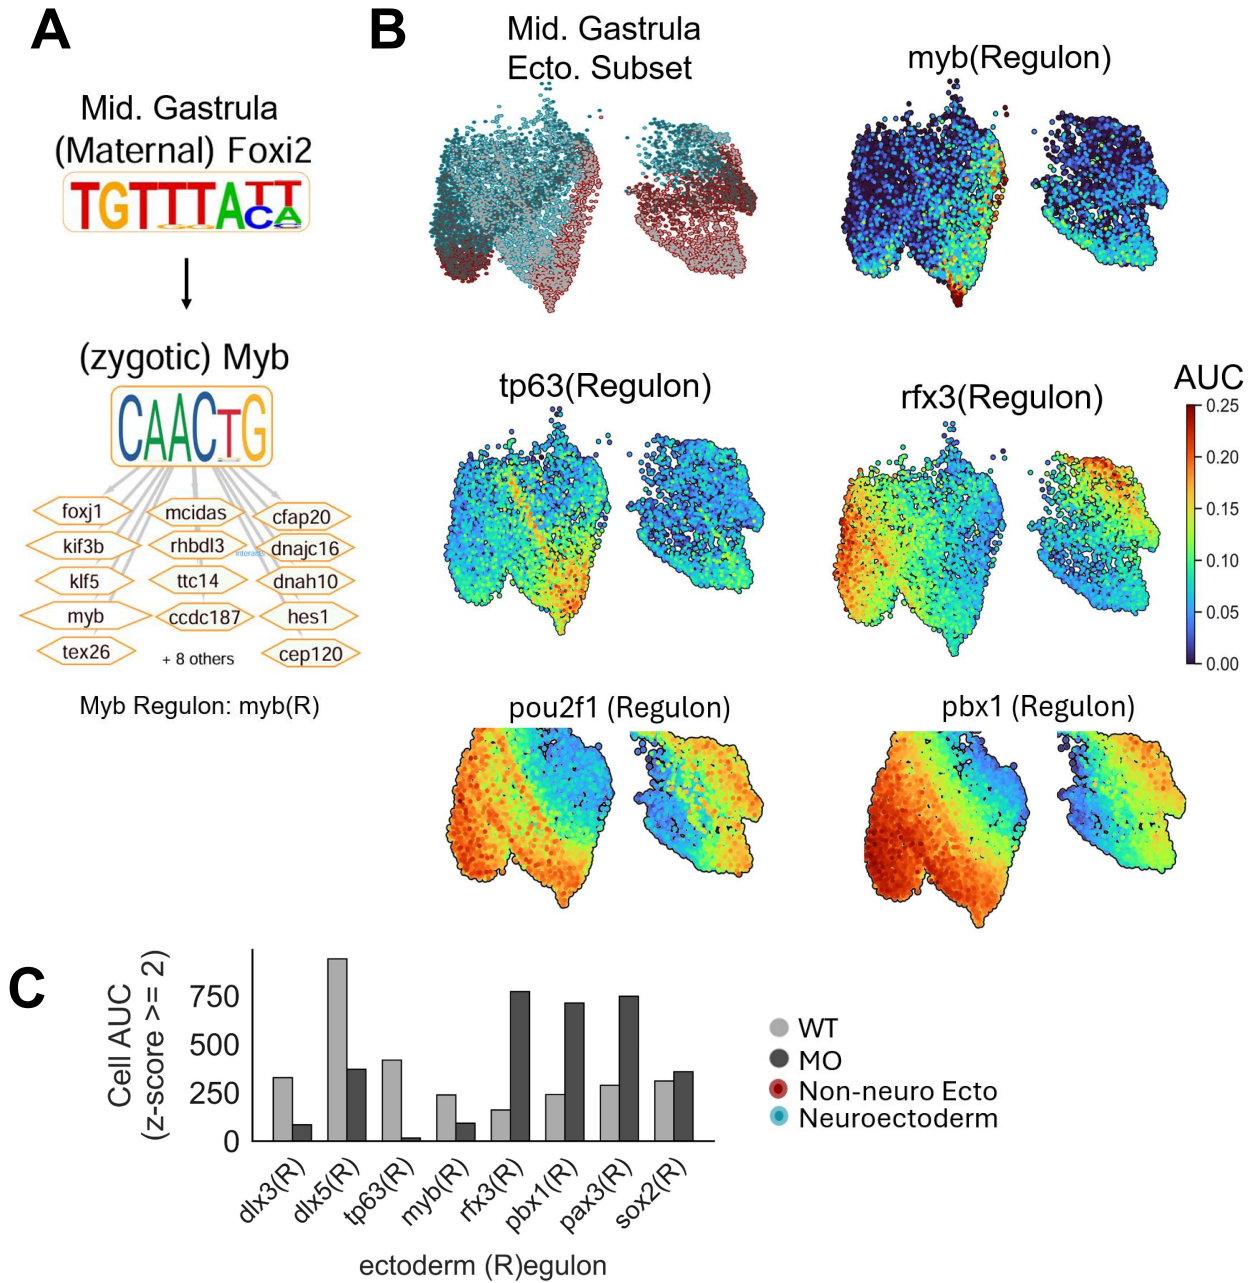 A
Mid. Gastrula
(Maternal) Foxi2
TGTTTATT
CA
(zygotic) Myb
CAACTG
foxj1
mcidas
cfap20
kif3b
rhbdl3
interacts
dnajc16
klf5
ttc14
dnah10
myb
ccdc187
hes1
tex26
+ 8 others
cep120
Myb Regulon: myb(R)
B
Mid. Gastrula
Ecto. Subset
myb(Regulon)
tp63(Regulon)
rfx3(Regulon)
AUC
0.25
0.20
0.15
0.10
0.05
0.00
pou2f1 (Regulon)
pbx1 (Regulon)
C
Cell AUC
(z-score >= 2)
750
500
250
0
dlx3(R)
dlx5(R)
tp63(R)
myb(R)
rfx3(R)
pbx1(R)
pax3(R)
sox2(R)
ectoderm (R)egulon
WT
MO
Non-neuro Ecto
Neuroectoderm